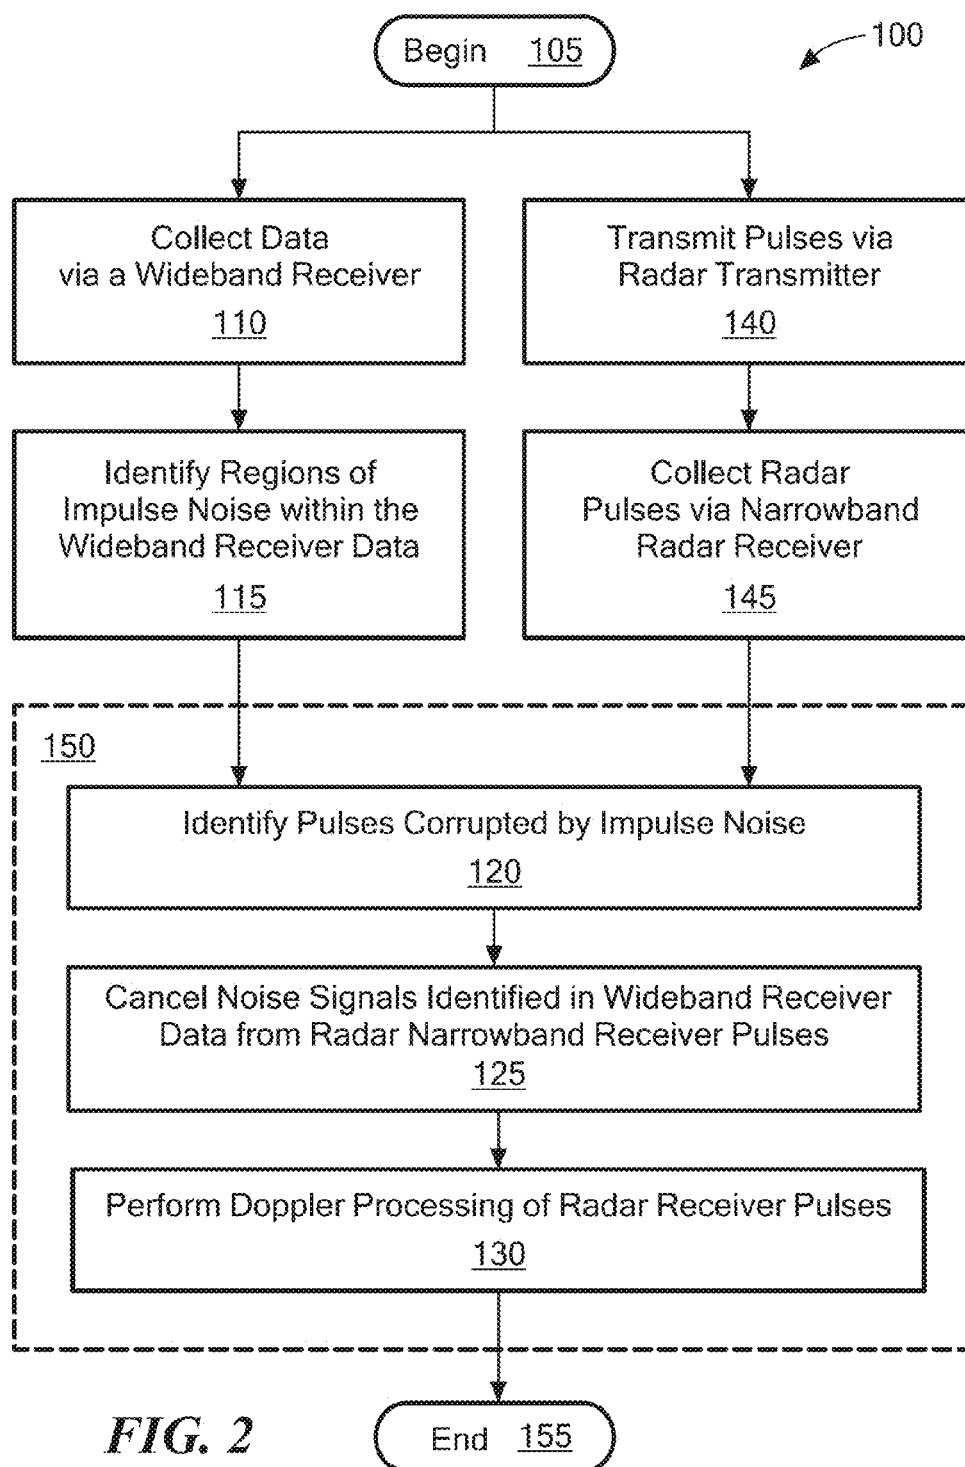 Begin 105
100
Collect Data
via a Wideband Receiver
110
Transmit Pulses via
Radar Transmitter
140
Identify Regions of
Impulse Noise within the
Wideband Receiver Data
115
Collect Radar
Pulses via Narrowband
Radar Receiver
145
150
Identify Pulses Corrupted by Impulse Noise
120
Cancel Noise Signals Identified in Wideband Receiver
Data from Radar Narrowband Receiver Pulses
125
Perform Doppler Processing of Radar Receiver Pulses
130
FIG. 2
End 155